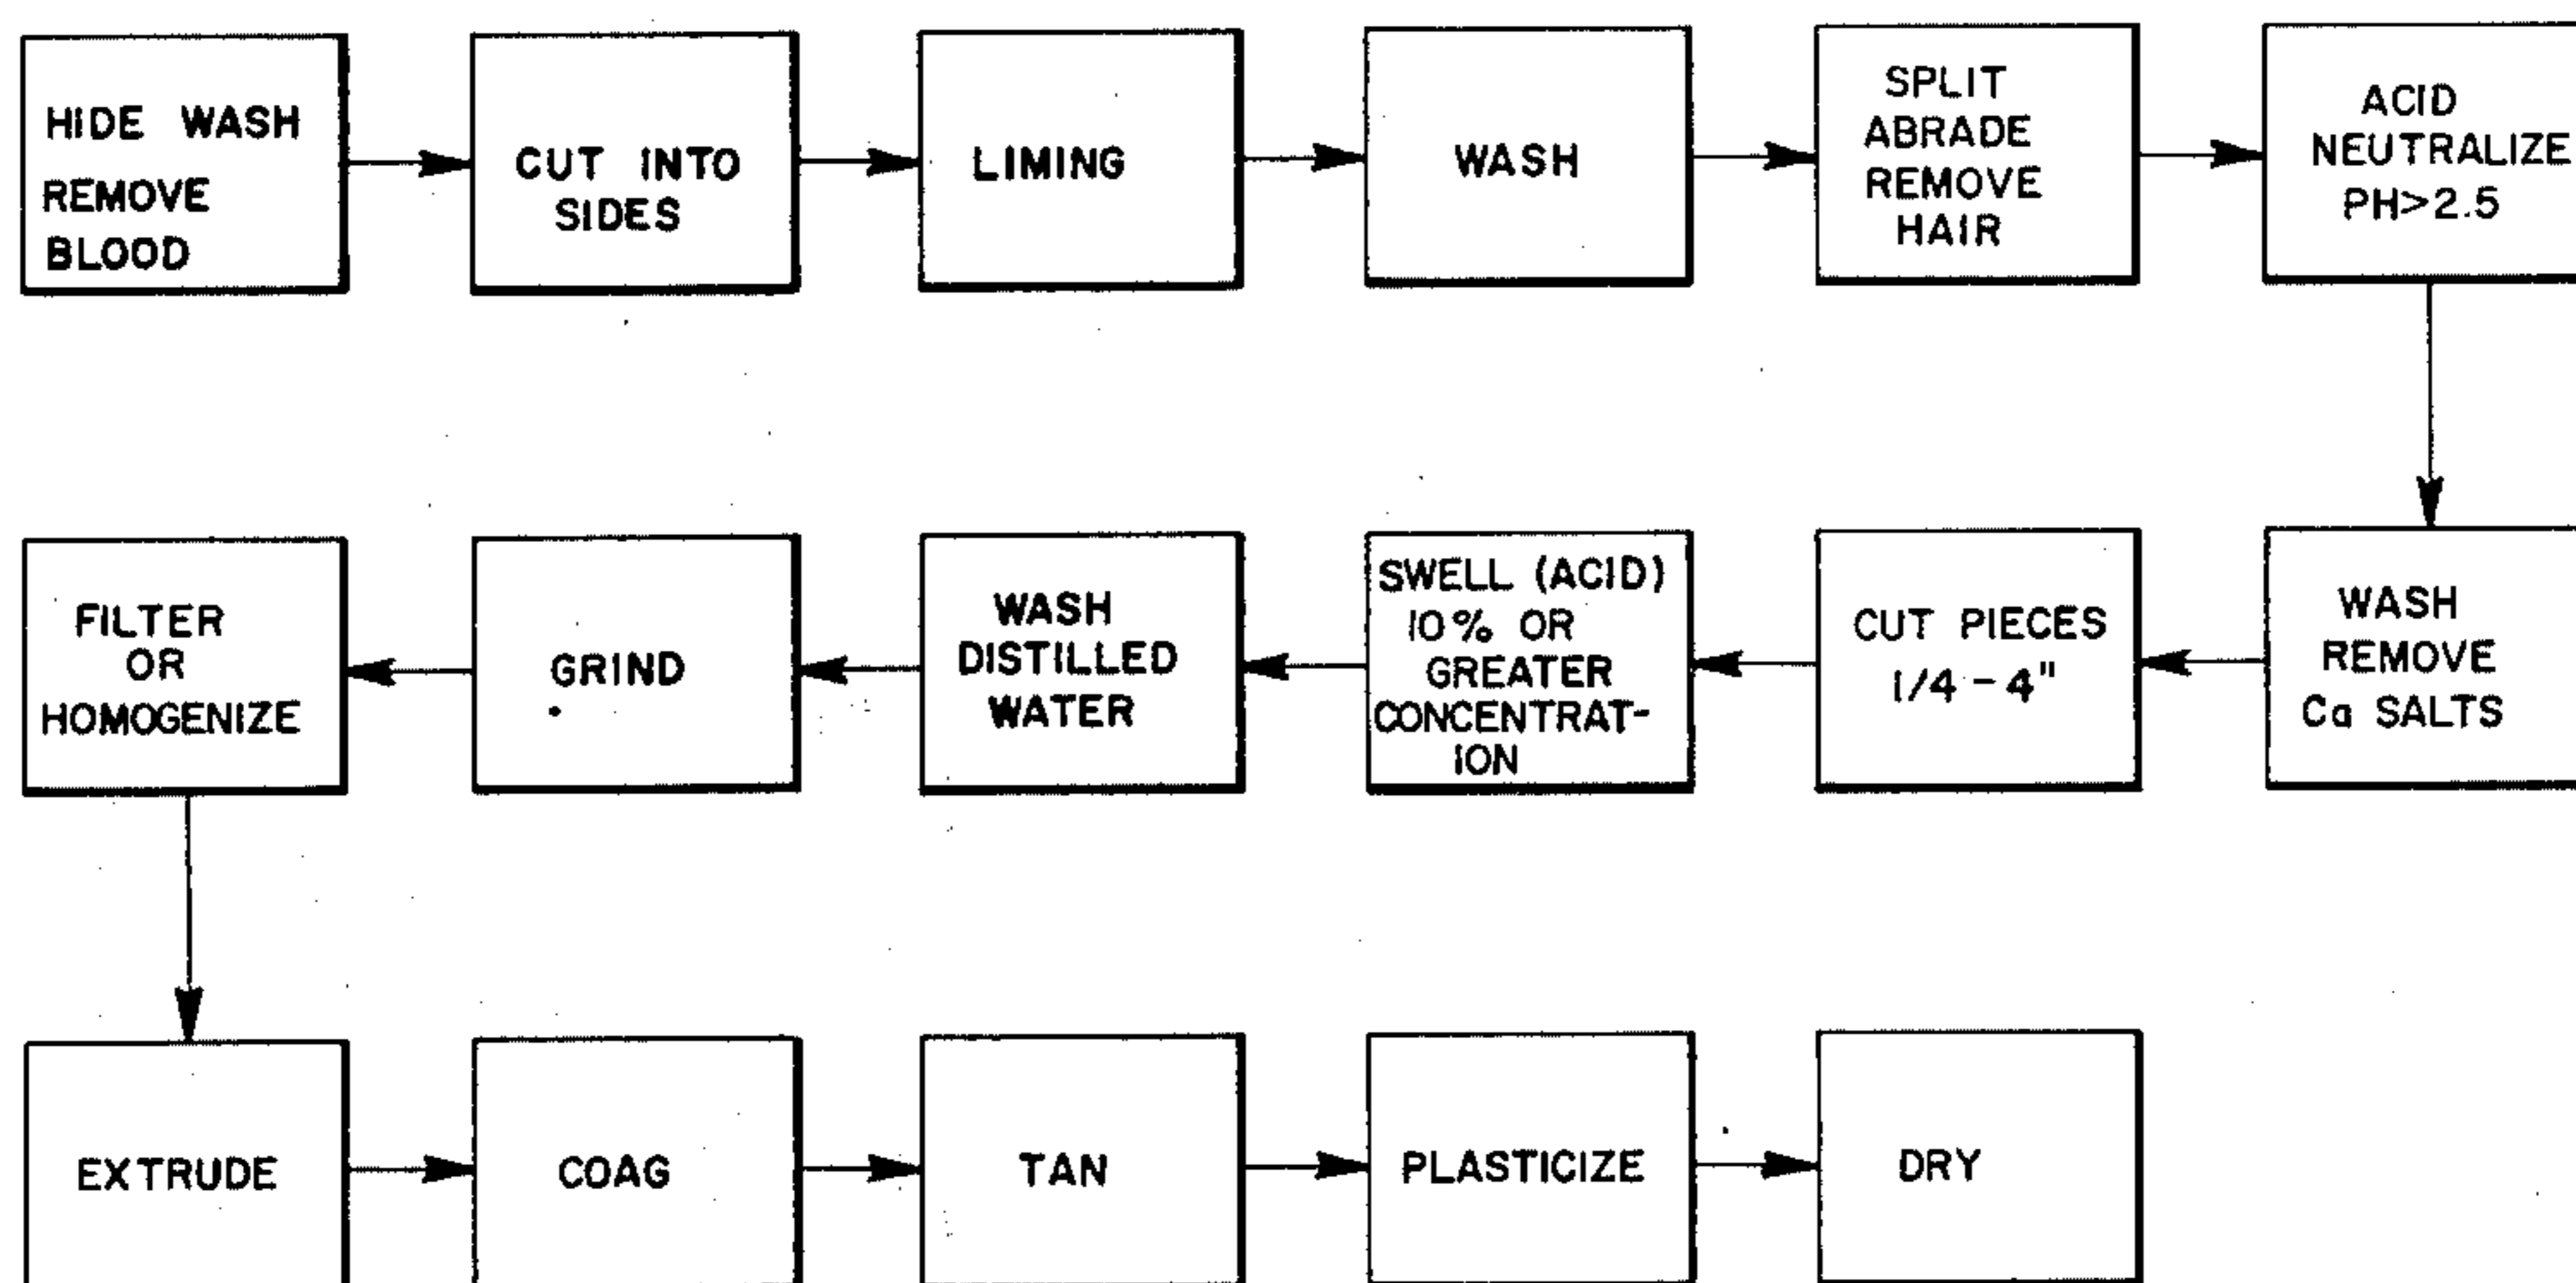 HIDE WASH
REMOVE
BLOOD
CUT INTO
SIDES
LIMING
WASH
SPLIT
ABRADE
REMOVE
HAIR
ACID
NEUTRALIZE
PH>2.5
WASH
REMOVE
Ca SALTS
CUT PIECES
1/4 - 4"
SWELL (ACID)
10% OR
GREATER
CONCENTRAT-
ION
WASH
DISTILLED
WATER
GRIND
FILTER
OR
HOMOGENIZE
EXTRUDE
COAG
TAN
PLASTICIZE
DRY